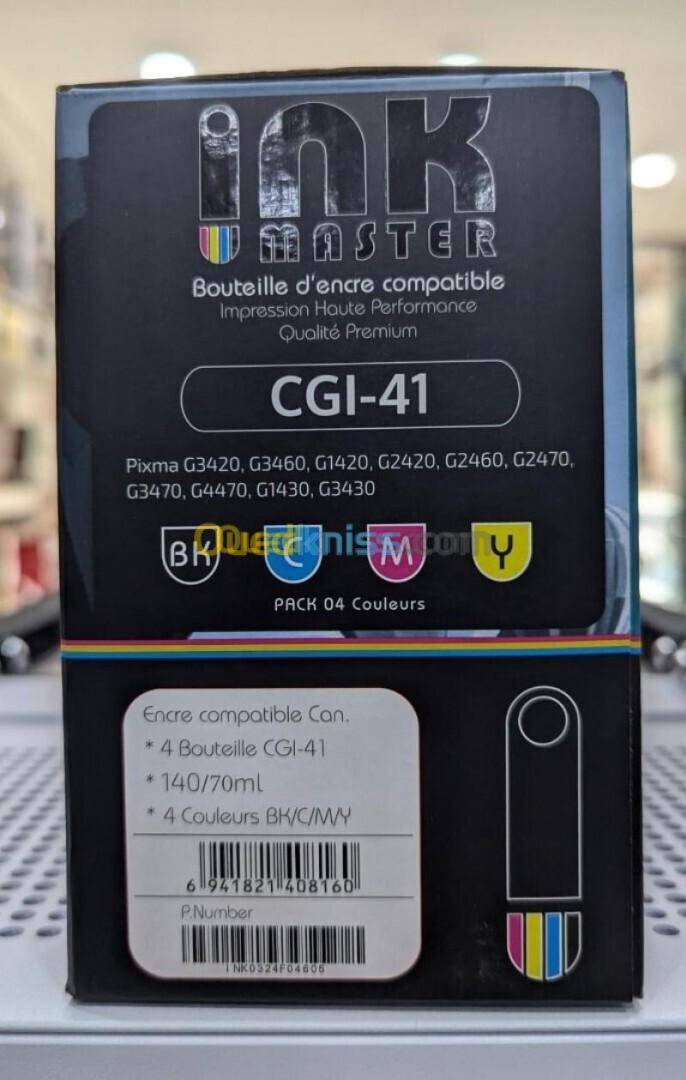 ink
MASTER
Bouteille d'encre compatible
Impression Haute Performance
Qualité Premium
CGI-41
Pixma G3420, G3460, G1420, G2420, G2460, G2470,
G3470, G4470, G1430, G3430
BK C M Y
Ouedkniss.com
PACK 04 Couleurs
Encre compatible Can.
* 4 Bouteille CGI-41
* 140/70ml
* 4 Couleurs BK/C/M/Y
6 941821 408160
P.Number
INK0324F04605